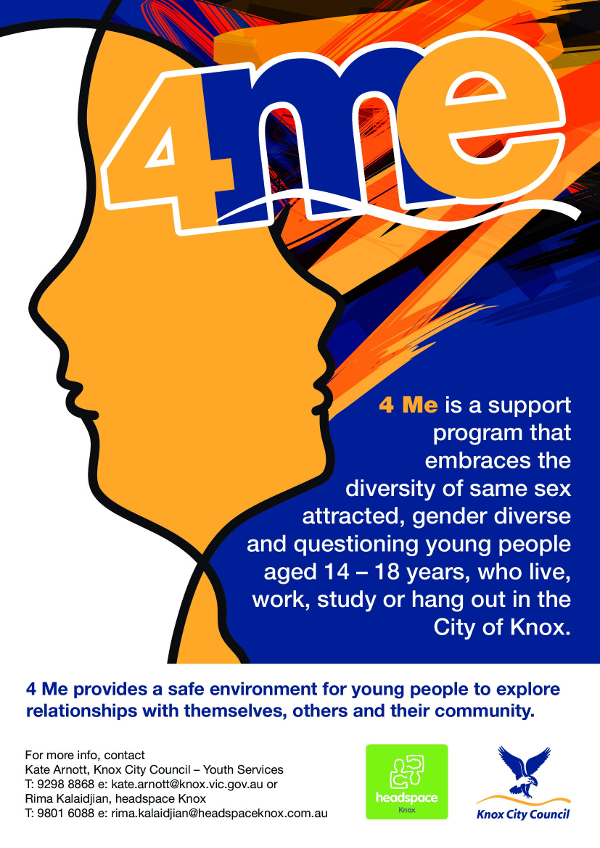 4me
4 Me is a support
program that
embraces the
diversity of same sex
attracted, gender diverse
and questioning young people
aged 14 – 18 years, who live,
work, study or hang out in the
City of Knox.
4 Me provides a safe environment for young people to explore
relationships with themselves, others and their community.
For more info, contact
Kate Arnott, Knox City Council – Youth Services
T: 9298 8868 e: kate.arnott@knox.vic.gov.au or
Rima Kalaidjian, headspace Knox
T: 9801 6088 e: rima.kalaidjian@headspaceknox.com.au
headspace
Knox
Knox City Council